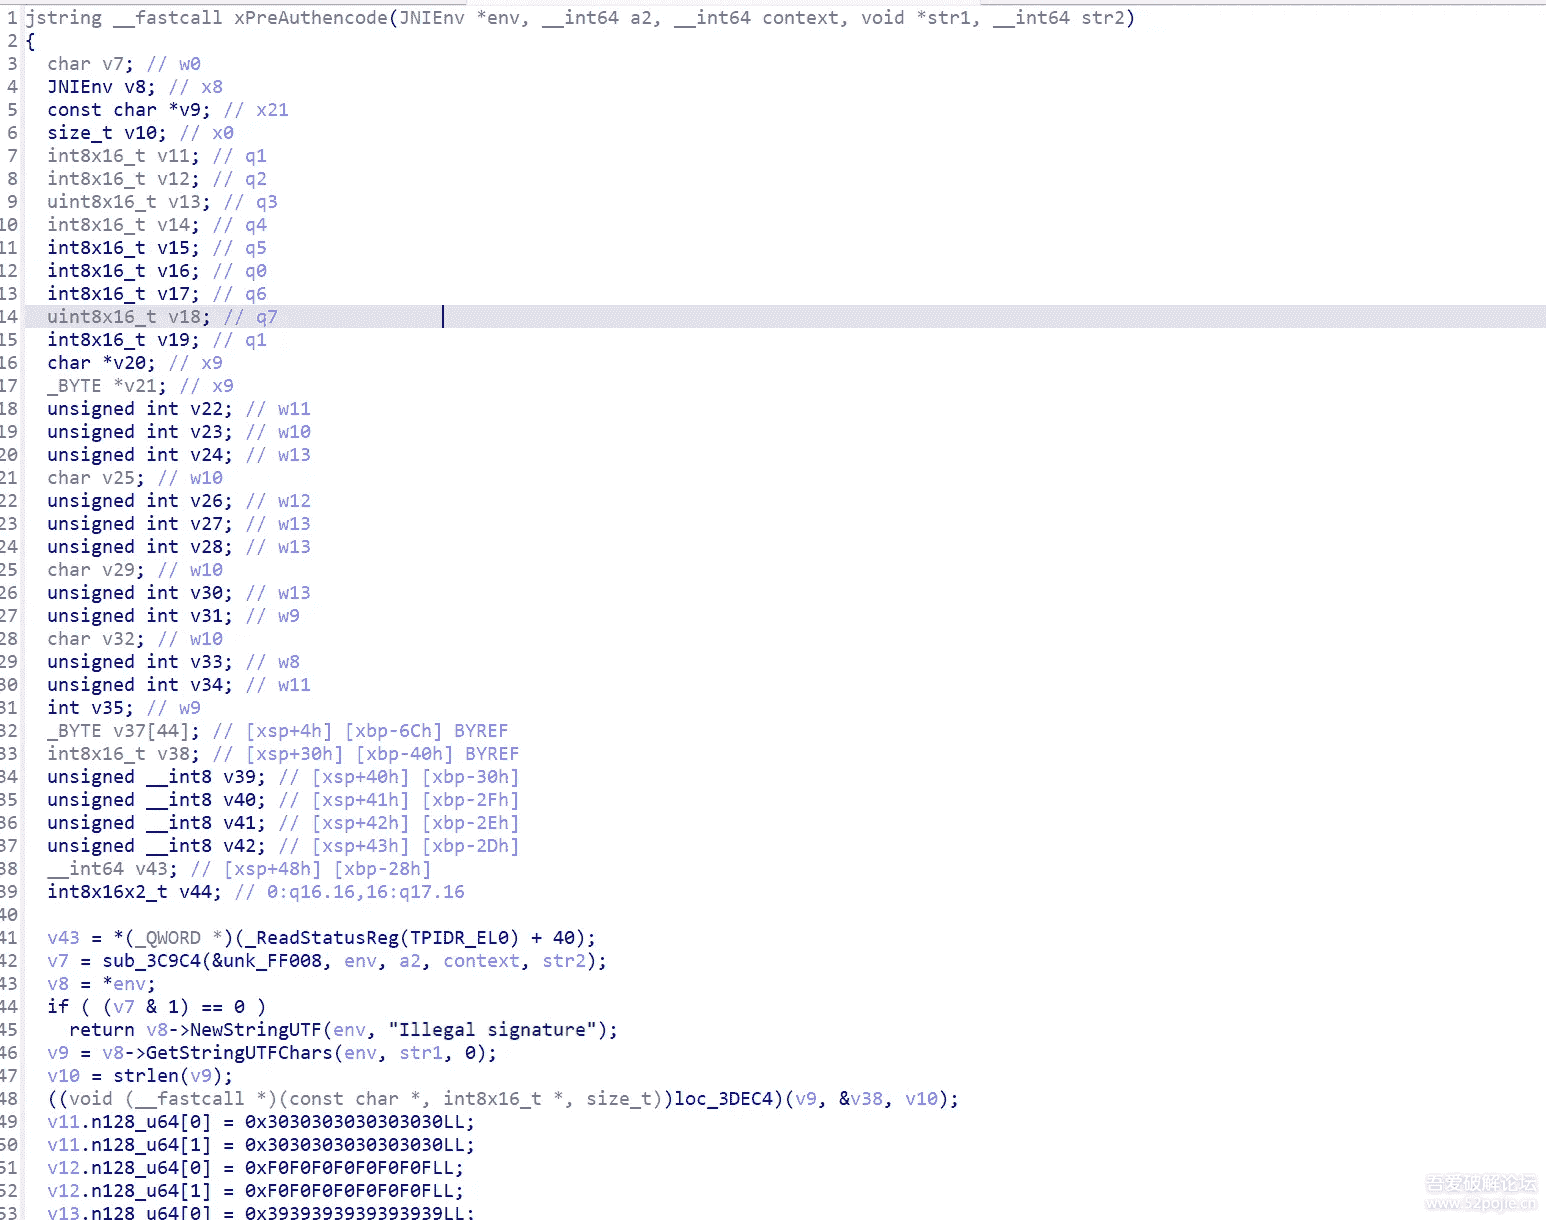 1 jstring __fastcall xPreAuthencode(JNIEnv *env, __int64 a2, __int64 context, void *str1, __int64 str2)
2 {
3 char v7; // w0
4 JNIEnv v8; // x8
5 const char *v9; // x21
6 size_t v10; // x0
7 int8x16_t v11; // q1
8 int8x16_t v12; // q2
9 uint8x16_t v13; // q3
10 int8x16_t v14; // q4
11 int8x16_t v15; // q5
12 int8x16_t v16; // q0
13 int8x16_t v17; // q6
14 uint8x16_t v18; // q7
15 int8x16_t v19; // q1
16 char *v20; // x9
17 _BYTE *v21; // x9
18 unsigned int v22; // w11
19 unsigned int v23; // w10
20 unsigned int v24; // w13
21 char v25; // w10
22 unsigned int v26; // w12
23 unsigned int v27; // w13
24 unsigned int v28; // w13
25 char v29; // w10
26 unsigned int v30; // w13
27 unsigned int v31; // w9
28 char v32; // w10
29 unsigned int v33; // w8
30 unsigned int v34; // w11
31 int v35; // w9
32 _BYTE v37[44]; // [xsp+4h] [xbp-6Ch] BYREF
33 int8x16_t v38; // [xsp+30h] [xbp-40h] BYREF
34 unsigned __int8 v39; // [xsp+40h] [xbp-30h]
35 unsigned __int8 v40; // [xsp+41h] [xbp-2Fh]
36 unsigned __int8 v41; // [xsp+42h] [xbp-2Eh]
37 unsigned __int8 v42; // [xsp+43h] [xbp-2Dh]
38 __int64 v43; // [xsp+48h] [xbp-28h]
39 int8x16x2_t v44; // 0:q16.16,16:q17.16
40
41 v43 = *(_QWORD *)(_ReadStatusReg(TPIDR_EL0) + 40);
42 v7 = sub_3C9C4(&unk_FF008, env, a2, context, str2);
43 v8 = *env;
44 if ( (v7 & 1) == 0 )
45 return v8->NewStringUTF(env, "Illegal signature");
46 v9 = v8->GetStringUTFChars(env, str1, 0);
47 v10 = strlen(v9);
48 ((void (__fastcall *)(const char *, int8x16_t *, size_t))loc_3DEC4)(v9, &v38, v10);
49 v11.n128_u64[0] = 0x3030303030303030LL;
50 v11.n128_u64[1] = 0x3030303030303030LL;
51 v12.n128_u64[0] = 0xF0F0F0F0F0F0F0FLL;
52 v12.n128_u64[1] = 0xF0F0F0F0F0F0F0FLL;
53 v13.n128_u64[0] = 0x3939393939393939LL;
吾爱破解论坛
www.52pojie.cn